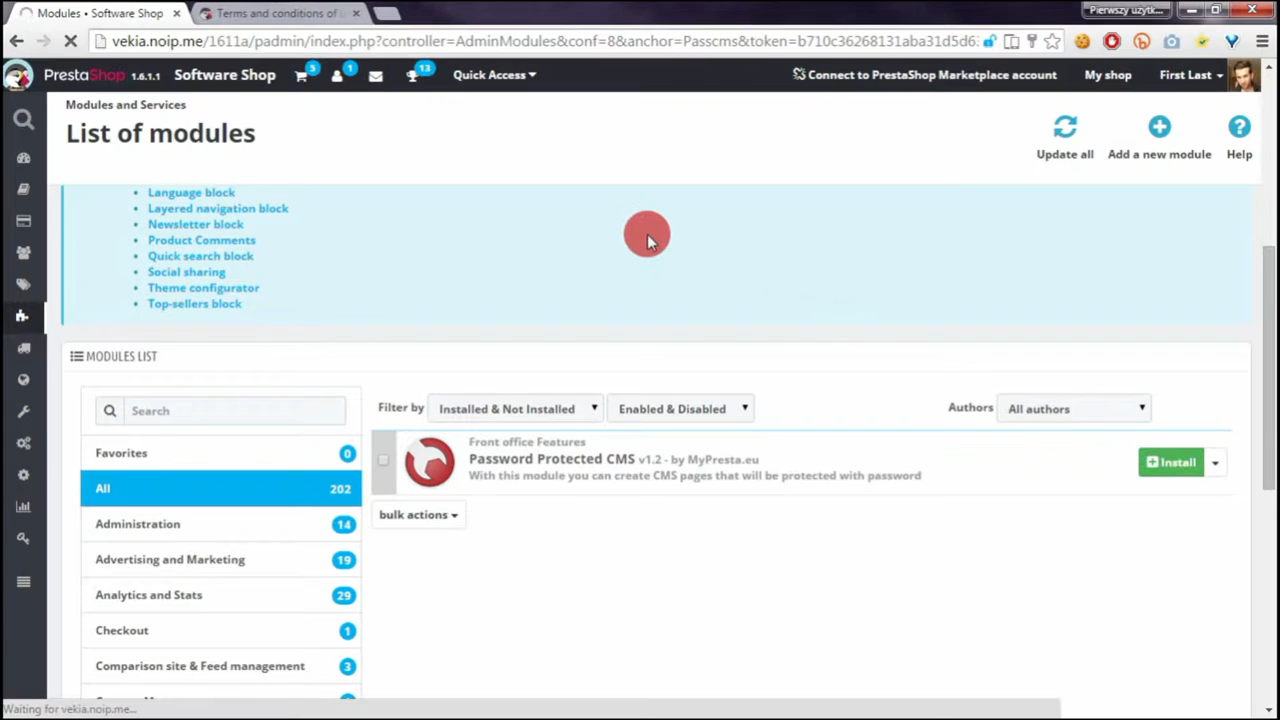 Modules • Software Shop
Terms and conditions of
Pierwszy uzytk...
vekia.noip.me/1611a/padmin/index.php?controller=AdminModules&conf=8&anchor=Passcms&token=b710c36268131aba31d5d6
PrestaShop 1.6.1.1 Software Shop 5 1 13 Quick Access Connect to PrestaShop Marketplace account My shop First Last
Modules and Services
List of modules
Update all Add a new module Help
Language block
Layered navigation block
Newsletter block
Product Comments
Quick search block
Social sharing
Theme configurator
Top-sellers block
MODULES LIST
Search
Filter by Installed & Not Installed Enabled & Disabled Authors All authors
Favorites 0
All 202
Administration 14
Advertising and Marketing 19
Analytics and Stats 29
Checkout 1
Comparison site & Feed management 3
Front office Features
Password Protected CMS v1.2 - by MyPresta.eu
With this module you can create CMS pages that will be protected with password
Install
bulk actions
Waiting for vekia.noip.me...